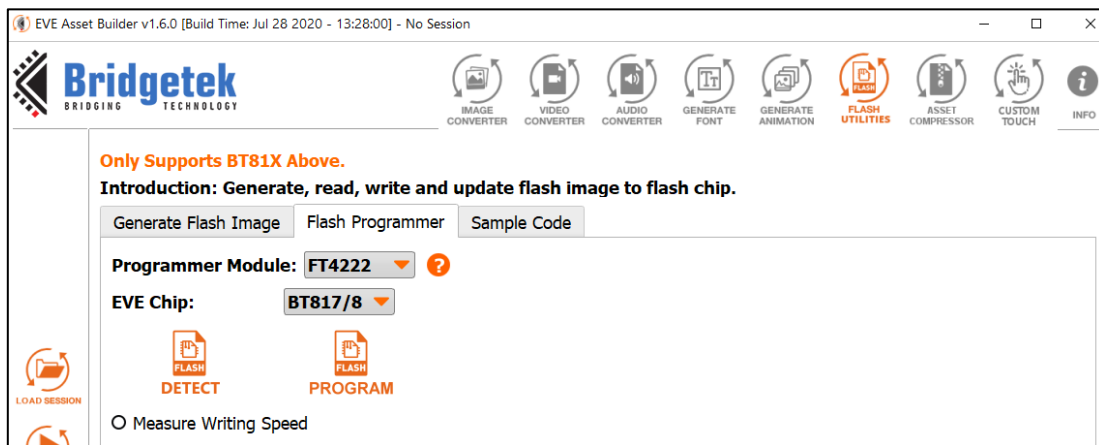 EVE Asset Builder v1.6.0 [Build Time: Jul 28 2020 - 13:28:00] - No Session
Bridgetek
BRIDGING TECHNOLOGY
IMAGE CONVERTER
VIDEO CONVERTER
AUDIO CONVERTER
GENERATE FONT
GENERATE ANIMATION
FLASH
FLASH UTILITIES
ASSET COMPRESSOR
CUSTOM TOUCH
INFO
Only Supports BT81X Above.
Introduction: Generate, read, write and update flash image to flash chip.
Generate Flash Image Flash Programmer Sample Code
Programmer Module: FT4222 ?
EVE Chip: BT817/8
FLASH FLASH
DETECT PROGRAM
LOAD SESSION
Measure Writing Speed